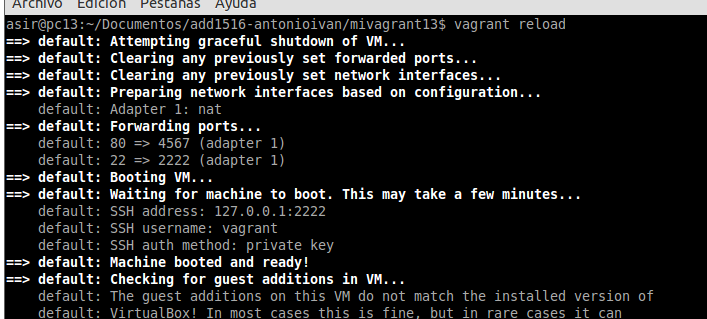 Archivo Edición Pestañas Ayuda
asir@pc13:~/Documentos/add1516-antonioivan/mivagrant13$ vagrant reload
==> default: Attempting graceful shutdown of VM...
==> default: Clearing any previously set forwarded ports...
==> default: Clearing any previously set network interfaces...
==> default: Preparing network interfaces based on configuration...
    default: Adapter 1: nat
==> default: Forwarding ports...
    default: 80 => 4567 (adapter 1)
    default: 22 => 2222 (adapter 1)
==> default: Booting VM...
==> default: Waiting for machine to boot. This may take a few minutes...
    default: SSH address: 127.0.0.1:2222
    default: SSH username: vagrant
    default: SSH auth method: private key
==> default: Machine booted and ready!
==> default: Checking for guest additions in VM...
    default: The guest additions on this VM do not match the installed version of
    default: VirtualBox! In most cases this is fine, but in rare cases it can